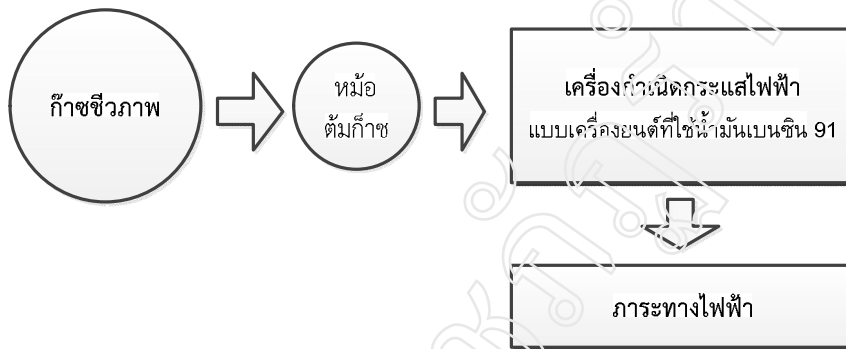 ก๊าซชีวภาพ
หม้อ
ต้มก็าซ
เครื่องกำเนิดกระแสไฟฟ้า
แบบเครื่องยนต์ที่ใช้น้ำมันเบนซิน 91
ภาระทางไฟฟ้า